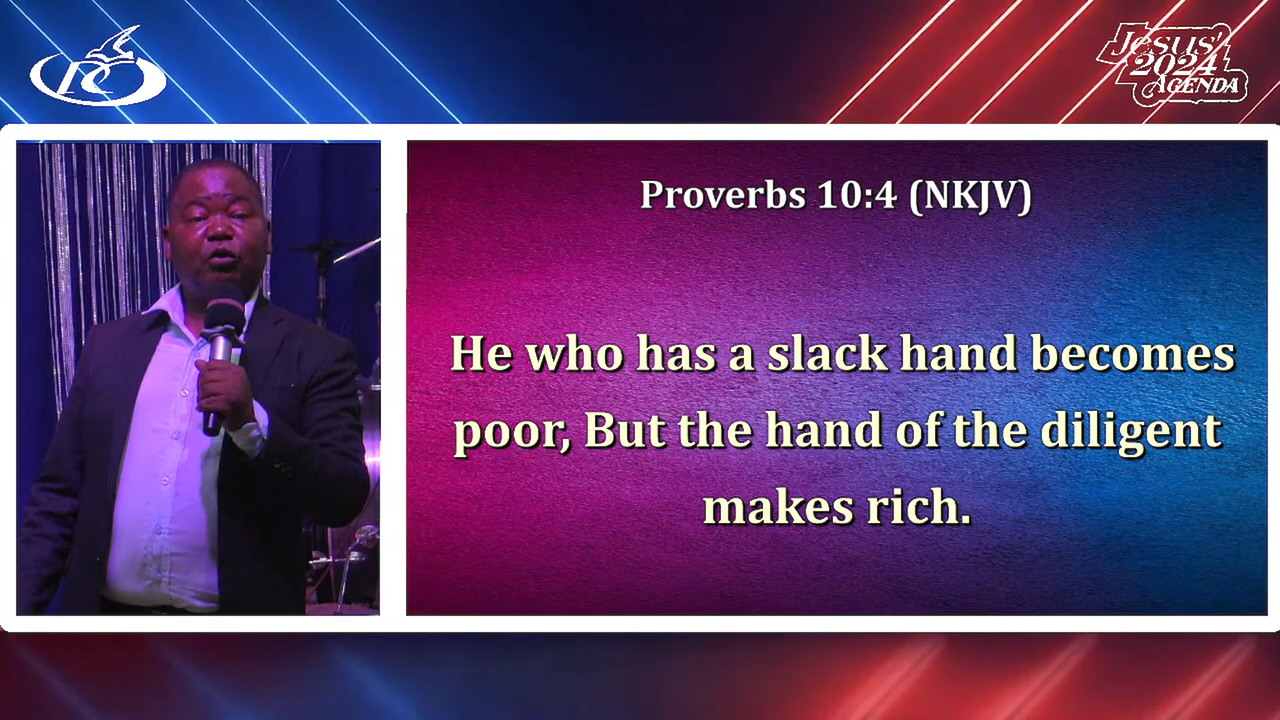 JESUS'
2024
AGENDA
Proverbs 10:4 (NKJV)
He who has a slack hand becomes
poor, But the hand of the diligent
makes rich.